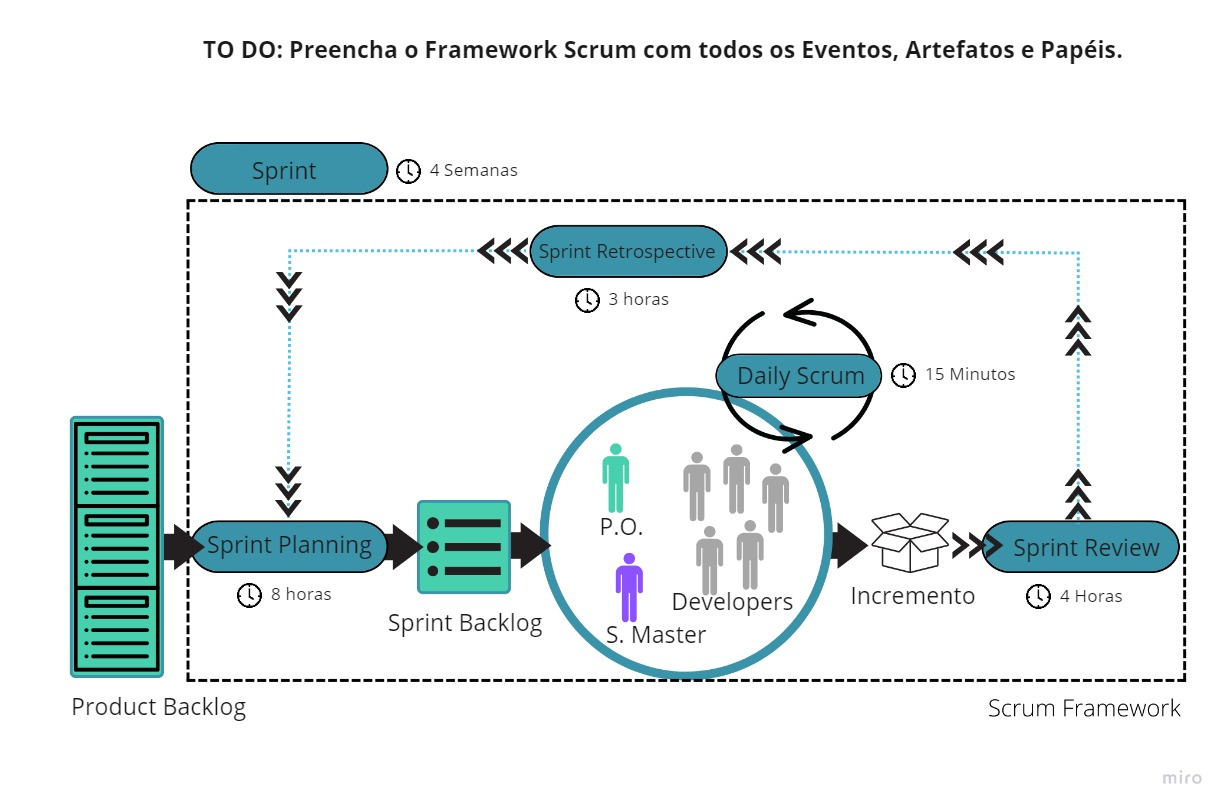 TO DO: Preencha o Framework Scrum com todos os Eventos, Artefatos e Papéis.
Sprint
4 Semanas
Sprint Retrospective
3 horas
Daily Scrum
15 Minutos
P.O.
Sprint Planning
Sprint Review
8 horas
Developers
Incremento
4 Horas
Sprint Backlog
S. Master
Product Backlog
Scrum Framework
miro